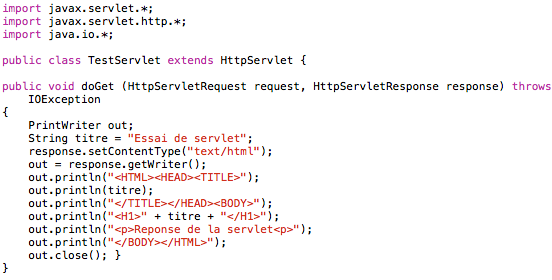 import javax.servlet.*;
import javax.servlet.http.*;
import java.io.*;
public class TestServlet extends HttpServlet {
public void doGet (HttpServletRequest request, HttpServletResponse response) throws
IOException
{
PrintWriter out;
String titre = "Essai de servlet";
response.setContentType("text/html");
out = response.getWriter();
out.println("<HTML><HEAD><TITLE>");
out.println(titre);
out.println("</TITLE></HEAD><BODY>");
out.println("<H1>" + titre + "</H1>");
out.println("<p>Reponse de la servlet<p>");
out.println("</BODY></HTML>");
out.close(); }
}